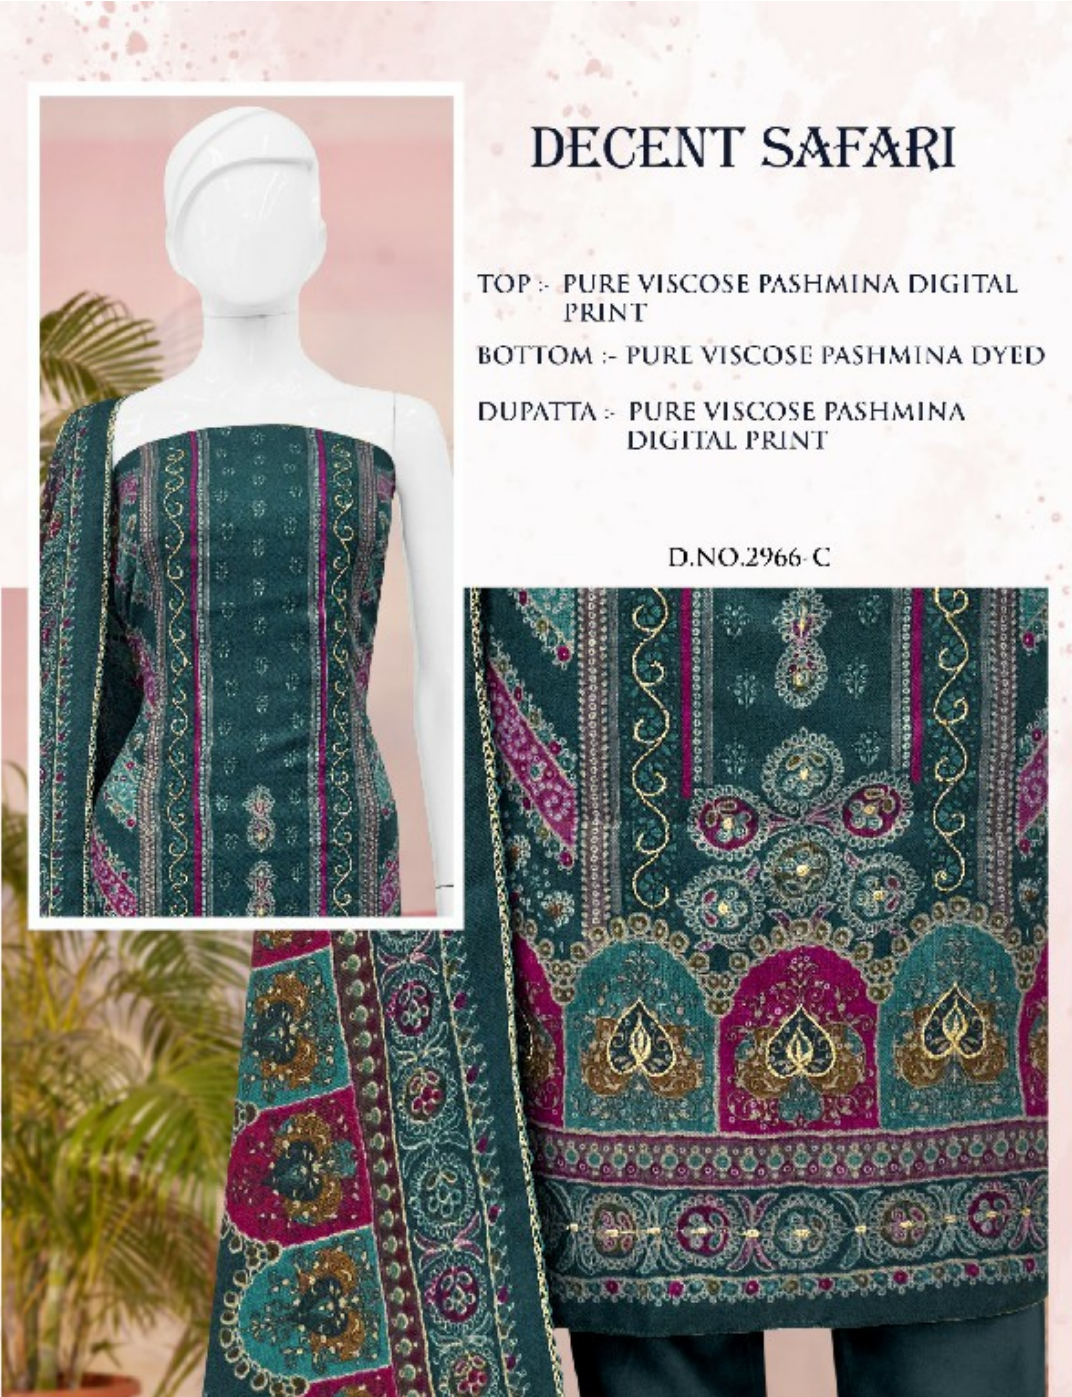 DECENT SAFARI
TOP :- PURE VISCOSE PASHMINA DIGITAL
PRINT
BOTTOM :- PURE VISCOSE PASHMINA DYED
DUPATTA :- PURE VISCOSE PASHMINA
DIGITAL PRINT
D.NO.2966-C